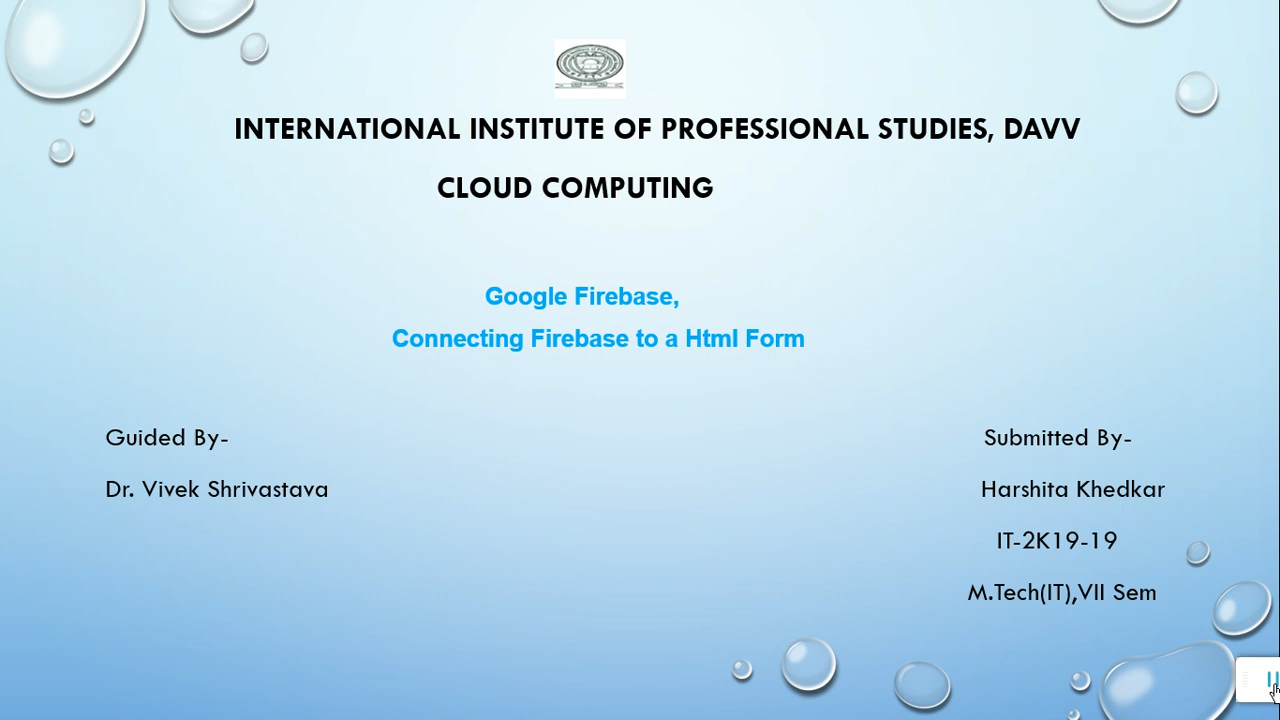 INTERNATIONAL INSTITUTE OF PROFESSIONAL STUDIES, DAVV
CLOUD COMPUTING
Google Firebase,
Connecting Firebase to a Html Form
Guided By-
Dr. Vivek Shrivastava
Submitted By-
Harshita Khedkar
IT-2K19-19
M.Tech(IT),VII Sem